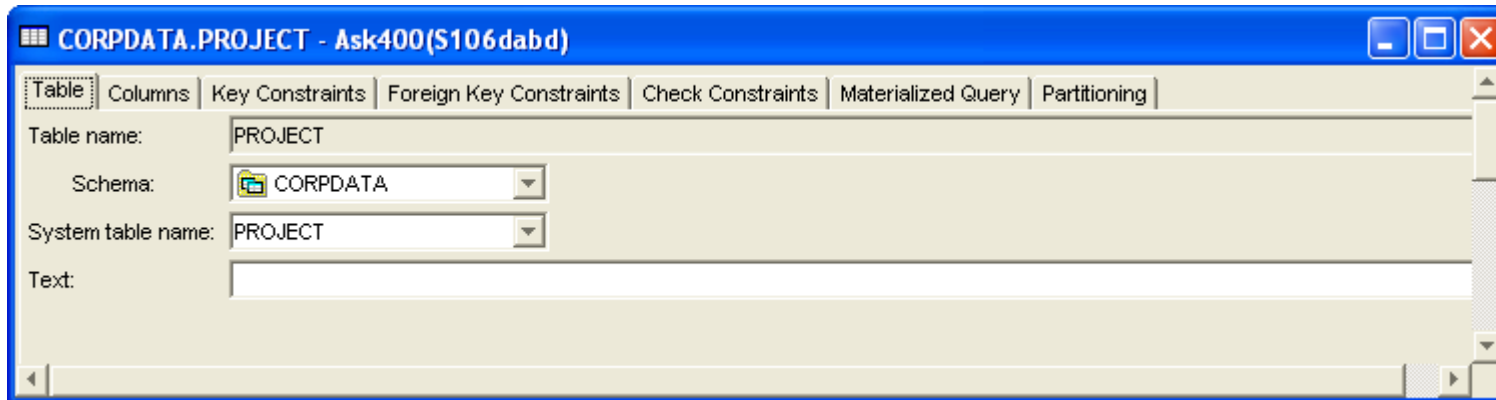 CORPDATA.PROJECT - Ask400(S106dabd)
Table Columns Key Constraints Foreign Key Constraints Check Constraints Materialized Query Partitioning
Table name: PROJECT
Schema: CORPDATA
System table name: PROJECT
Text: